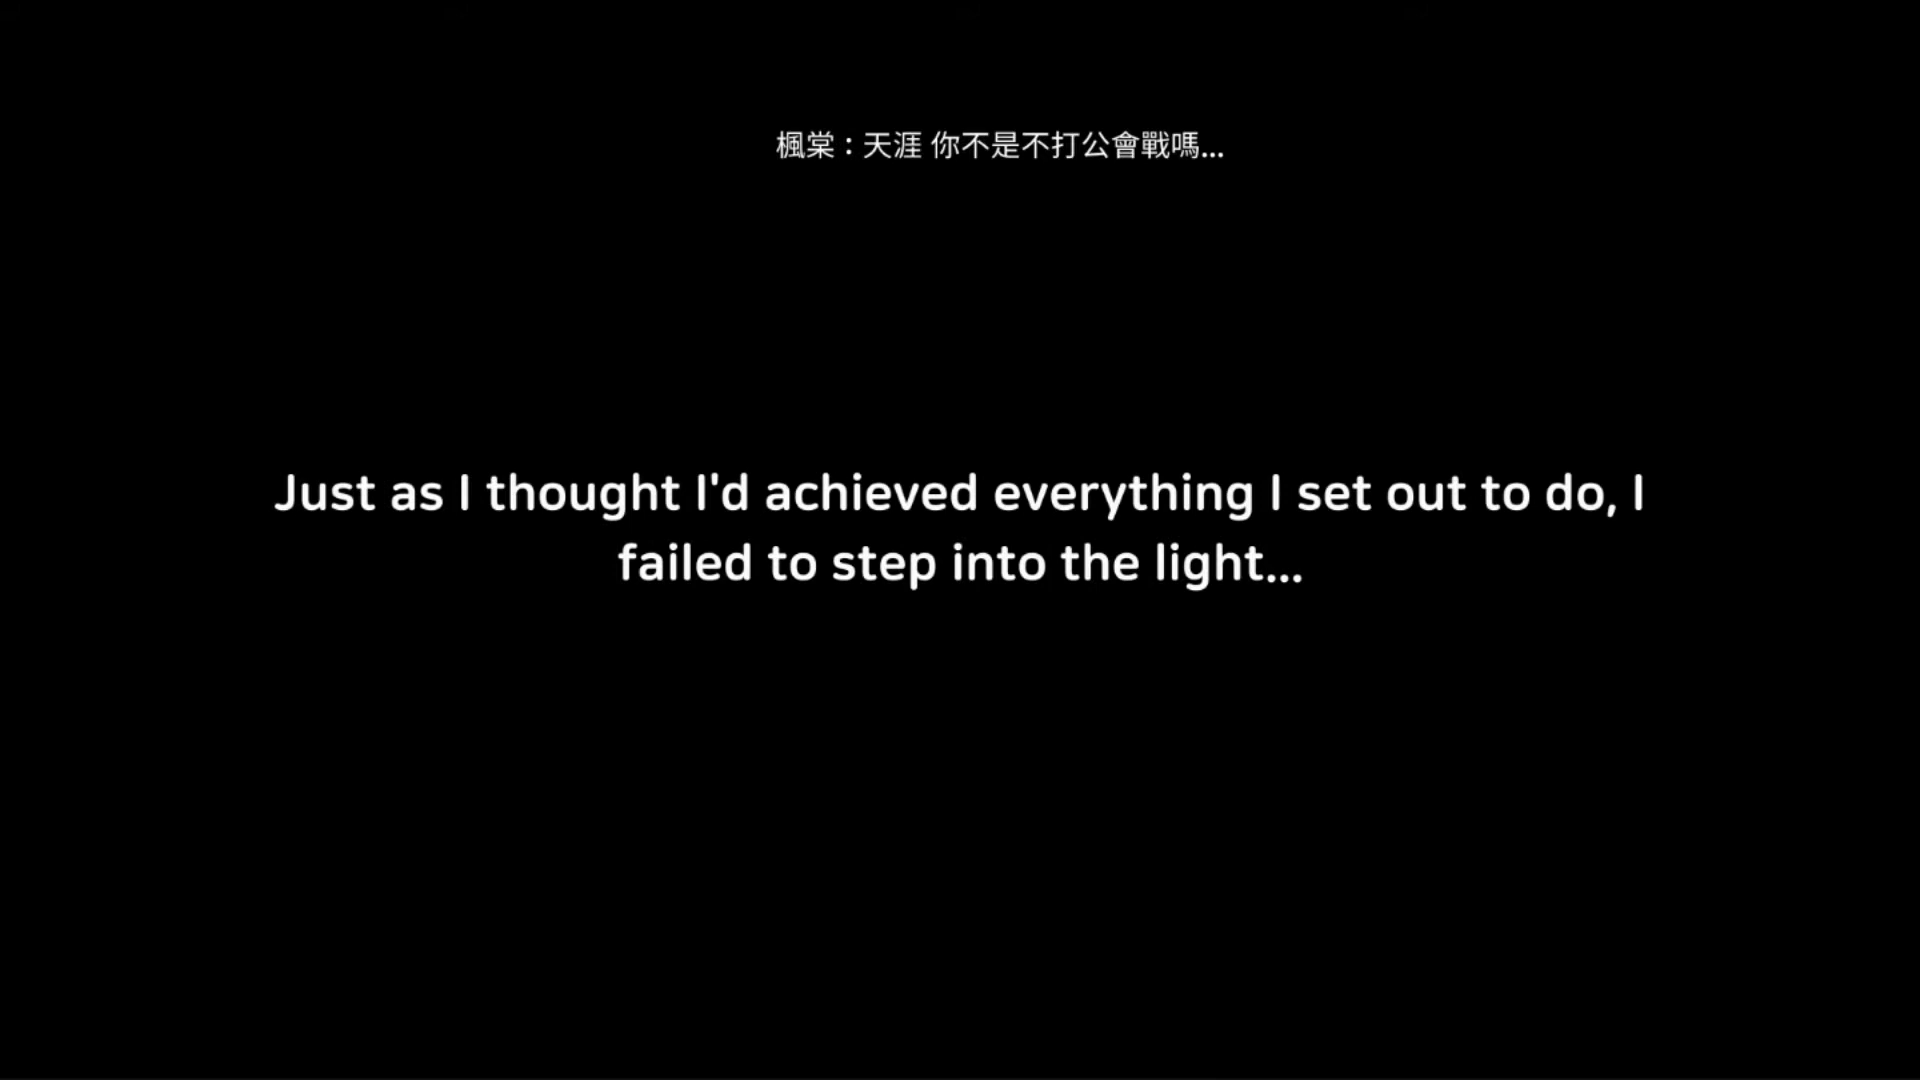 楓棠：天涯 你不是不打公會戰嗎...
Just as I thought I'd achieved everything I set out to do, I
failed to step into the light...